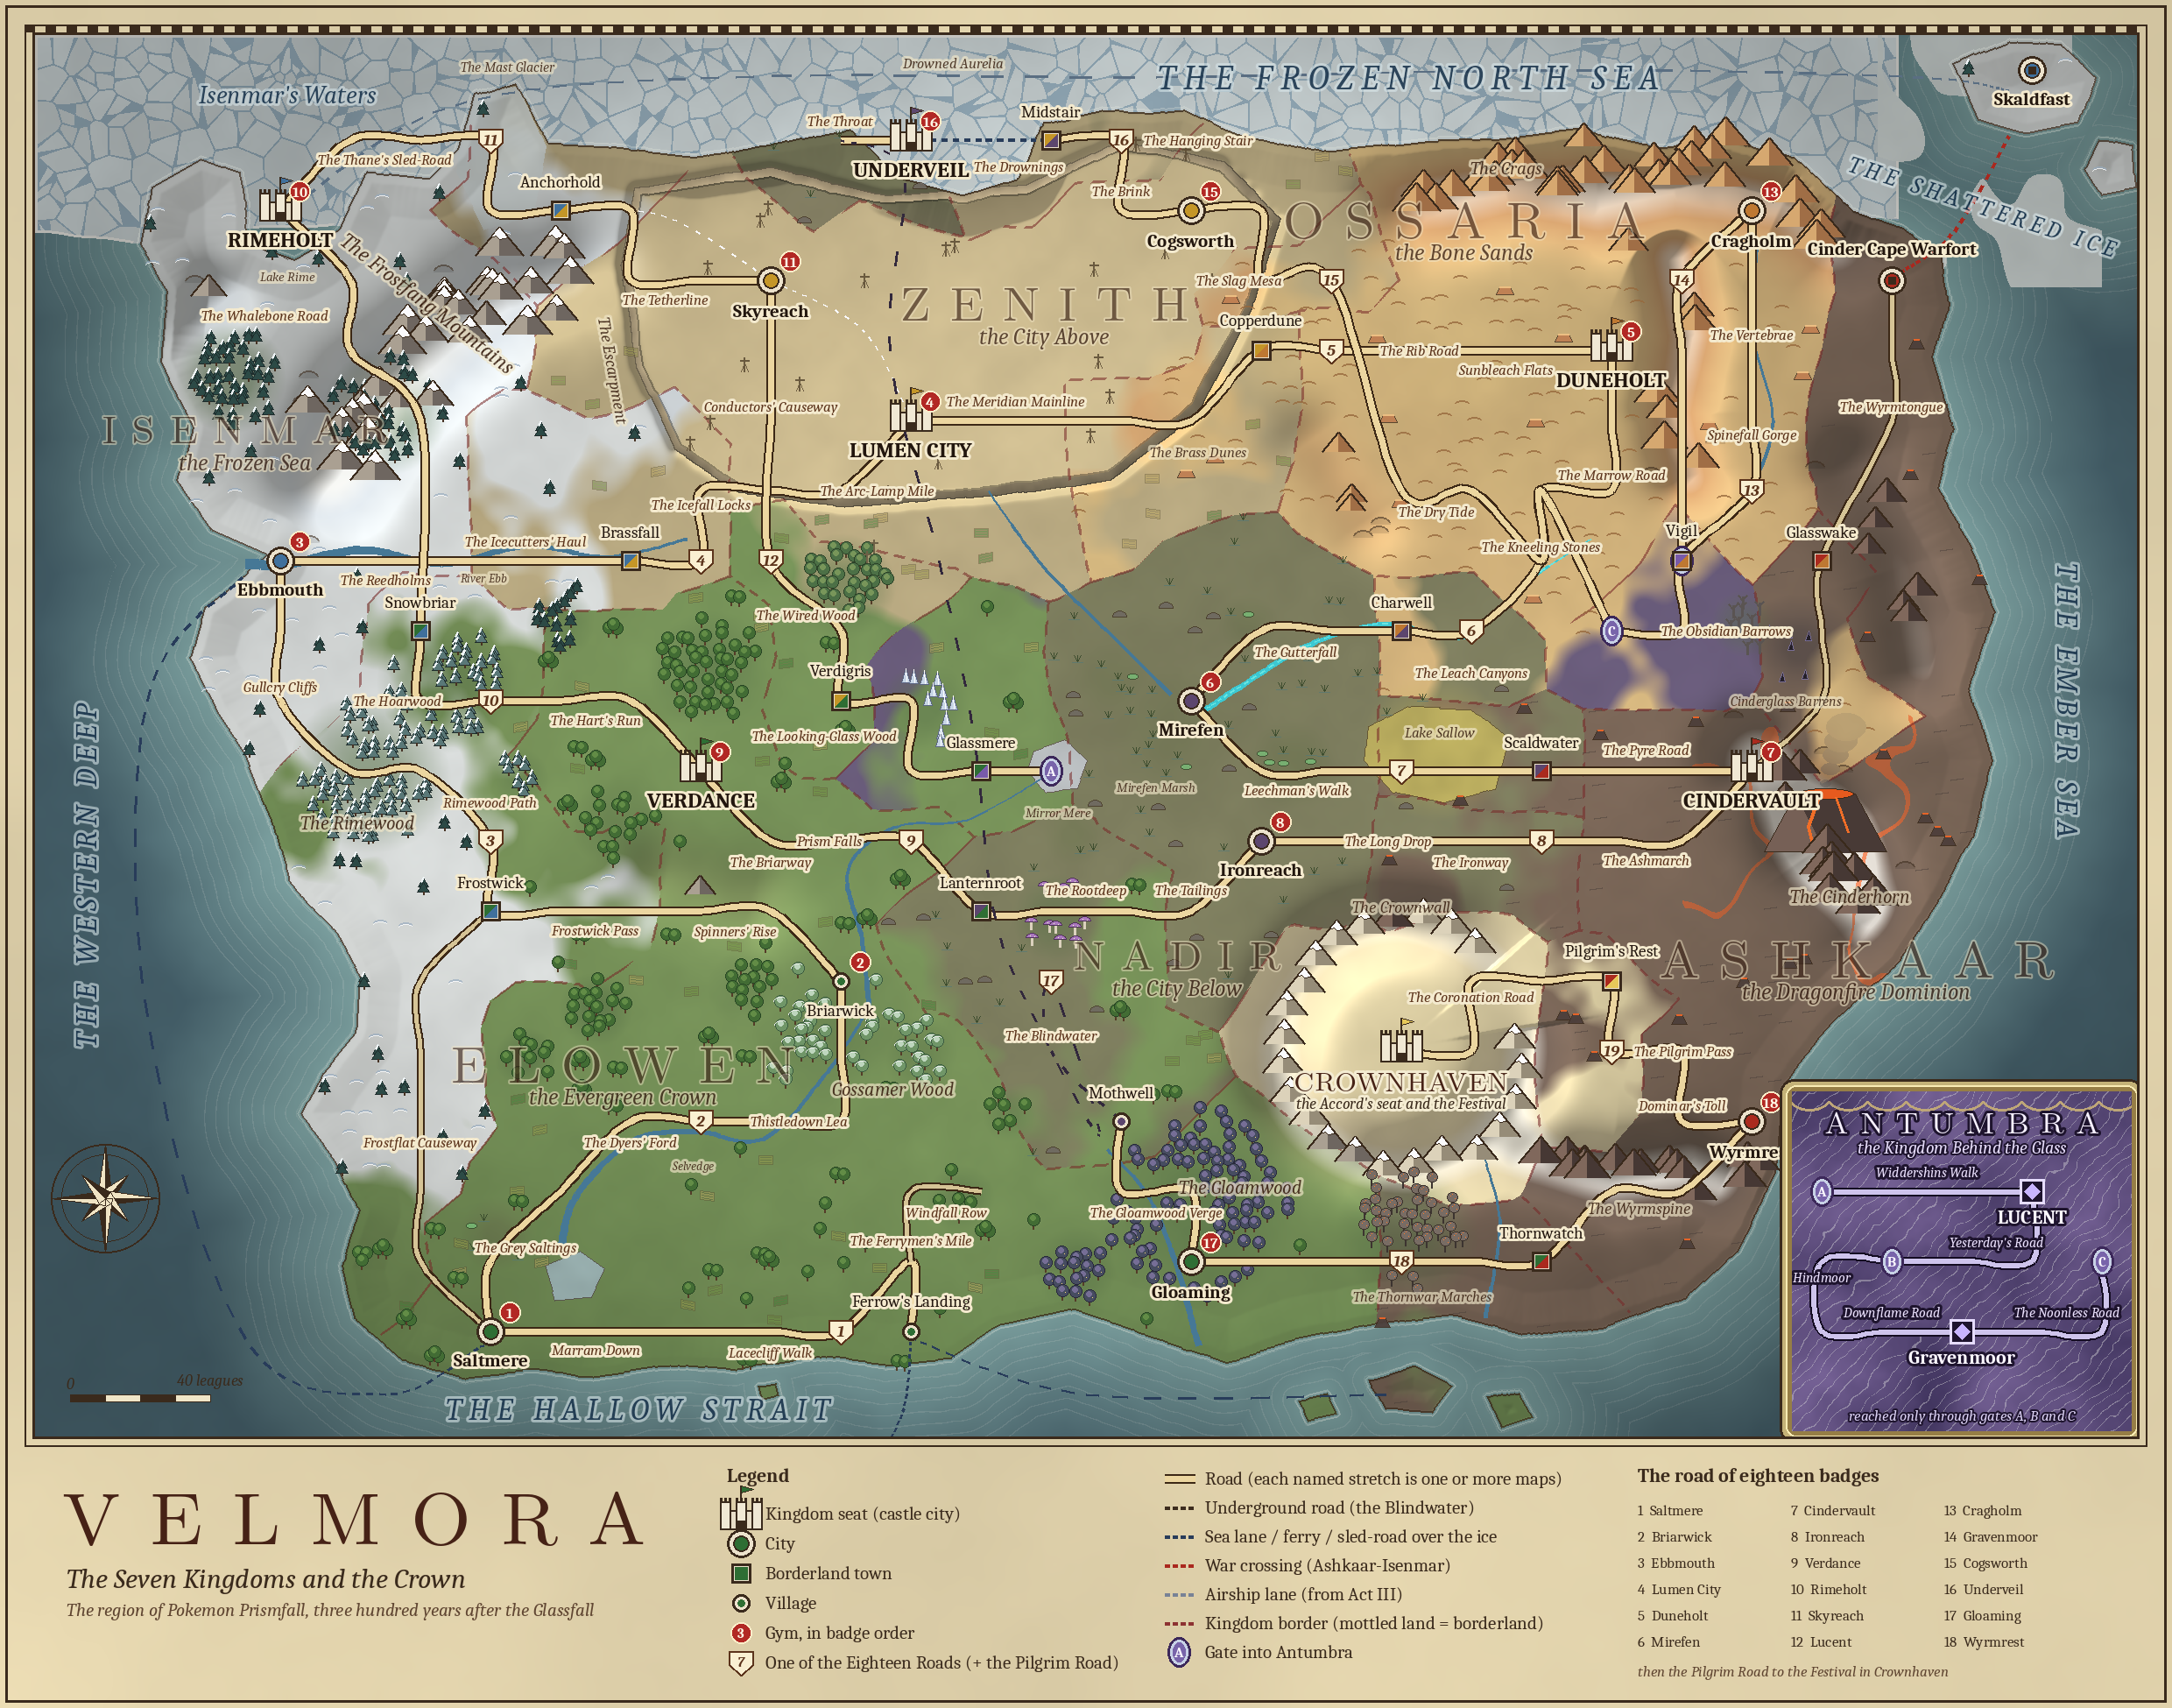 The Mast Glacier
Drowned Aurelia
THE FROZEN NORTH SEA
Isenmar's Waters
Skaldfast
The Throat
16
Midstair
11
The Thane's Sled-Road
UNDERVEIL
The Drownings
16
The Hanging Stair
The Crags
THE SHATTERED ICE
10
Anchorhold
The Brink
15
13
RIMEHOLT
The Frostfang Mountains
Cogsworth
OSSARIA
the Bone Sands
Cragholm
Cinder Cape Warfort
Lake Rime
11
The Tetherline
Skyreach
ZENITH
the City Above
The Slag Mesa
15
14
The Whalebone Road
The Escarpment
Copperdune
5
The Rib Road
Sunbleach Flats
5
DUNEHOLT
The Vertebrae
Conductors' Causeway
4
The Meridian Mainline
The Wyrmtongue
ISENMAR
the Frozen Sea
LUMEN CITY
The Brass Dunes
Spinefall Gorge
The Marrow Road
The Icefall Locks
The Arc-Lamp Mile
The Dry Tide
13
3
The Icecutters' Haul
Brassfall
4
12
The Kneeling Stones
Vigil
Glasswake
Ebbmouth
The Reedholms
River Ebb
Snowbriar
The Wired Wood
Charwell
6
C
The Obsidian Barrows
The Gutterfall
The Leach Canyons
Gullcry Cliffs
The Hoarwood
10
The Hart's Run
Verdigris
6
Mirefen
Cinderglass Barrens
THE WESTERN DEEP
THE EMBER SEA
The Looking-Glass Wood
Glassmere
A
Lake Sallow
Scaldwater
The Pyre Road
7
9
VERDANCE
Mirefen Marsh
Leechman's Walk
7
CINDERVAULT
The Rimewood
Rimewood Path
Mirror Mere
3
Prism Falls
9
8
The Briarway
Ironreach
The Long Drop
The Ironway
8
The Ashmarch
Frostwick
Lanternroot
The Rootdeep
The Tailings
The Cinderhorn
The Crownwall
Frostwick Pass
Spinners' Rise
2
NADIR
the City Below
17
Pilgrim's Rest
ASHKAAR
the Dragonfire Dominion
The Coronation Road
Briarwick
The Blindwater
19
The Pilgrim Pass
ELOWEN
the Evergreen Crown
Gossamer Wood
CROWNHAVEN
the Accord's seat and the Festival
Mothwell
Dominar's Toll
18
2
Thistledown Lea
The Dyers' Ford
Selvedge
Frostflat Causeway
Wyrmre
The Gloamwood
The Gloamwood Verge
Windfall Row
The Wyrmspine
The Grey Saltings
The Ferrymen's Mile
17
18
Thornwatch
Gloaming
The Thornwar Marches
1
Ferrow's Landing
Saltmere
Marram Down
Lacecliff Walk
1
0
40 leagues
THE HALLOW STRAIT
ANTUMBRA
the Kingdom Behind the Glass
Widdershins Walk
A
LUCENT
Yesterday's Road
B
C
Hindmoor
Downflame Road
The Noonless Road
Gravenmoor
reached only through gates A, B and C
VELMORA
The Seven Kingdoms and the Crown
The region of Pokemon Prismfall, three hundred years after the Glassfall
Legend
Kingdom seat (castle city)
City
Borderland town
Village
3
Gym, in badge order
7
One of the Eighteen Roads (+ the Pilgrim Road)
Road (each named stretch is one or more maps)
Underground road (the Blindwater)
Sea lane / ferry / sled-road over the ice
War crossing (Ashkaar-Isenmar)
Airship lane (from Act III)
Kingdom border (mottled land = borderland)
A
Gate into Antumbra
The road of eighteen badges
1 Saltmere
2 Briarwick
3 Ebbmouth
4 Lumen City
5 Duneholt
6 Mirefen
7 Cindervault
8 Ironreach
9 Verdance
10 Rimeholt
11 Skyreach
12 Lucent
13 Cragholm
14 Gravenmoor
15 Cogsworth
16 Underveil
17 Gloaming
18 Wyrmrest
then the Pilgrim Road to the Festival in Crownhaven